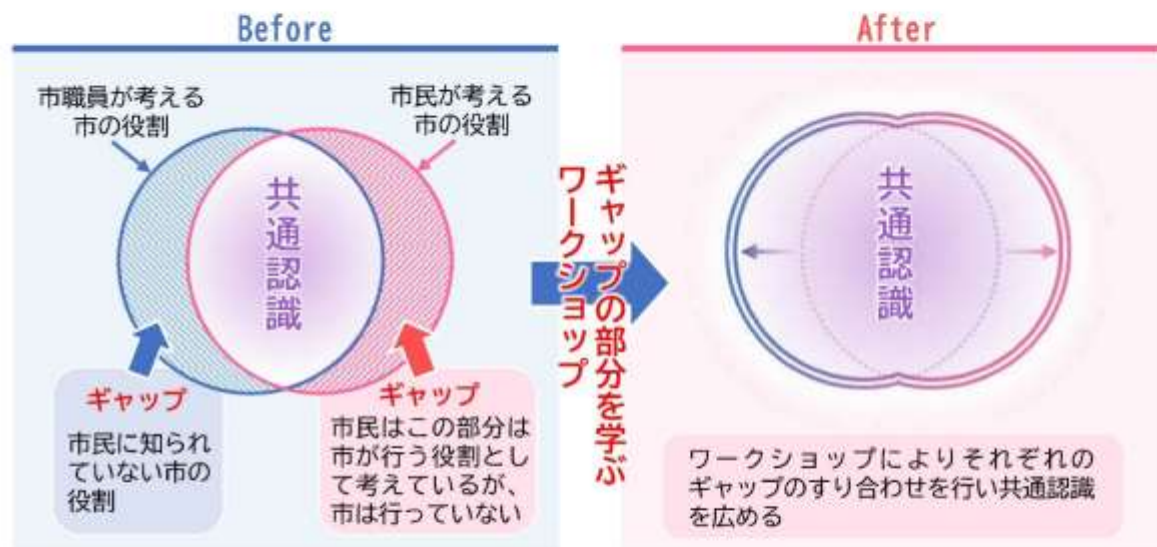 Before
市職員が考える
市の役割
市民が考える
市の役割
共通認識
ギャップ
市民に知られ
ていない市の
役割
ギャップ
市民はこの部分は
市が行う役割とし
て考えているが、
市は行っていない
ギャップの部分を学ぶ
ワークショップ
After
共通認識
ワークショップによりそれぞれの
ギャップのすり合わせを行い共通認識
を広める